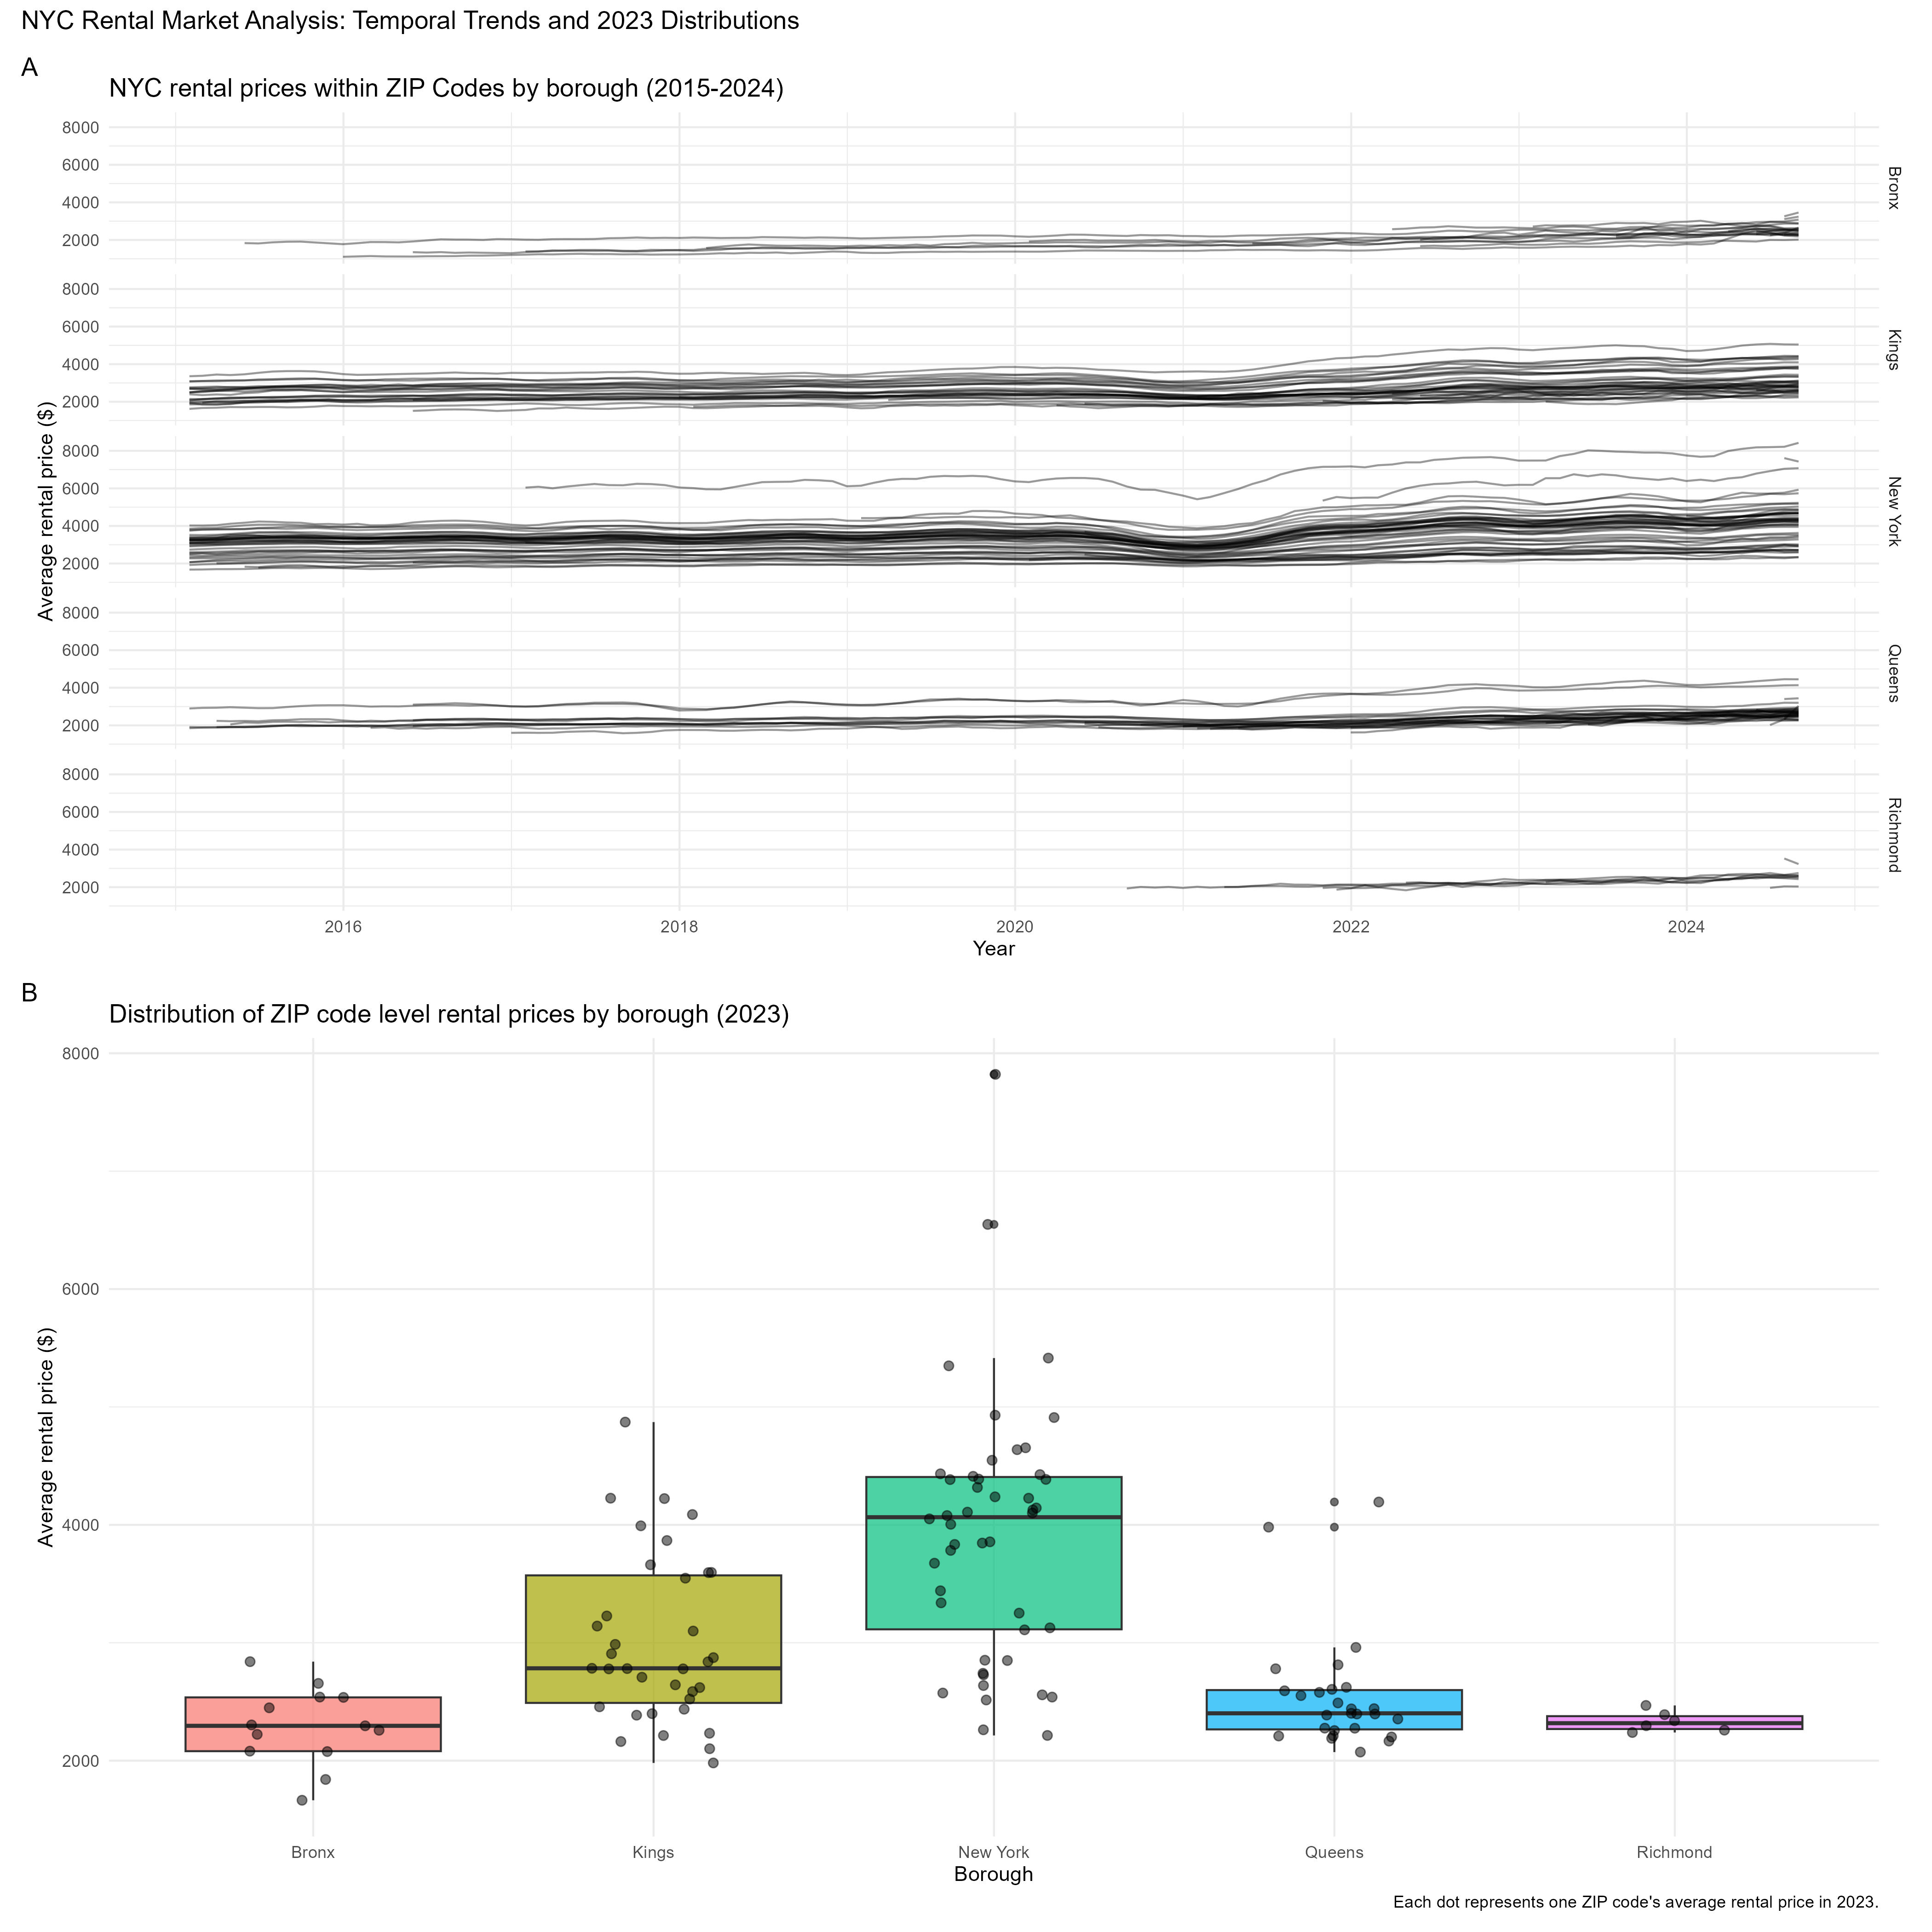 NYC Rental Market Analysis: Temporal Trends and 2023 Distributions
A
NYC rental prices within ZIP Codes by borough (2015-2024)
Average rental price ($)
8000
6000
4000
2000
Bronx
8000
6000
4000
2000
Kings
8000
6000
4000
2000
New York
8000
6000
4000
2000
Queens
8000
6000
4000
2000
Richmond
2016 2018 2020 2022 2024
Year
B
Distribution of ZIP code level rental prices by borough (2023)
Average rental price ($)
8000
6000
4000
2000
Bronx Kings New York Queens Richmond
Borough
Each dot represents one ZIP code's average rental price in 2023.